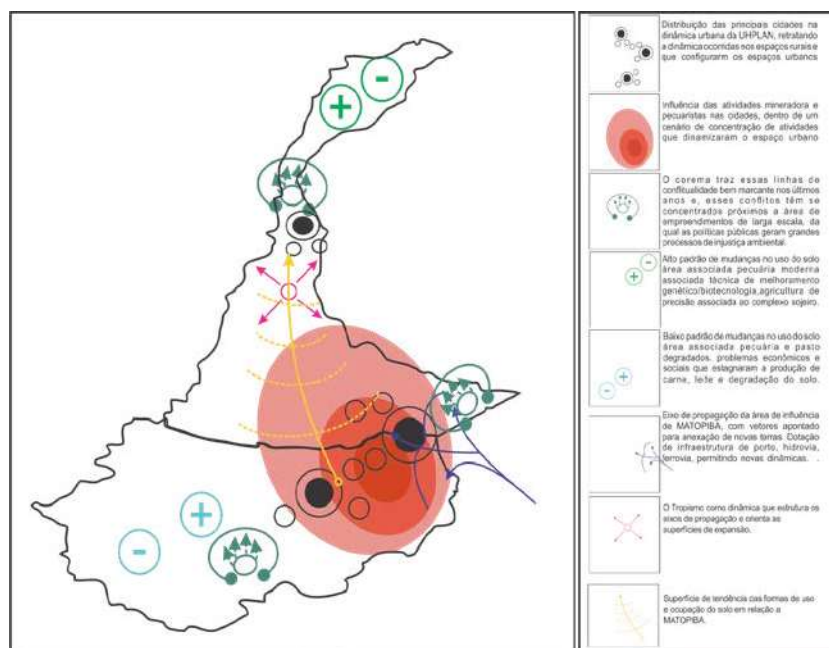 Distribuição das principais cidades na
dinâmica urbana da UHPLAN, retratando
a dinâmica ocorridas nos espaços rurais e
que configuraram os espaços urbanos
Influência das atividades mineradora e
pecuaristas nas cidades, dentro de um
cenário de concentração de atividades
que dinamizaram o espaço urbano
O corema traz essas linhas de
conflitualidade bem marcante nos últimos
anos e, esses conflitos têm se
concentrados próximos a área de
empreendimentos de larga escala, da
qual as políticas públicas geram grandes
processos de injustiça ambiental.
Alto padrão de mudanças no uso do solo
área associada pecuária moderna
associada técnica de melhoramento
genético/biotecnologia, agricultura de
precisão associada ao complexo sojeiro.
Baixo padrão de mudanças no uso do solo
área associada pecuária e pasto
degradados, problemas econômicos e
sociais que estagnaram a produção de
carne, leite e degradação do solo.
Eixo de propagação da área de influência
de MATOPIBA, com vetores apontado
para anexação de novas terras. Dotação
de infraestrutura de porto, hidrovia,
ferrovia, permitindo novas dinâmicas. .
O Tropismo como dinâmica que estrutura os
eixos de propagação e orienta as
superfícies de expansão.
Superfície de tendência das formas de uso
e ocupação do solo em relação a
MATOPIBA.